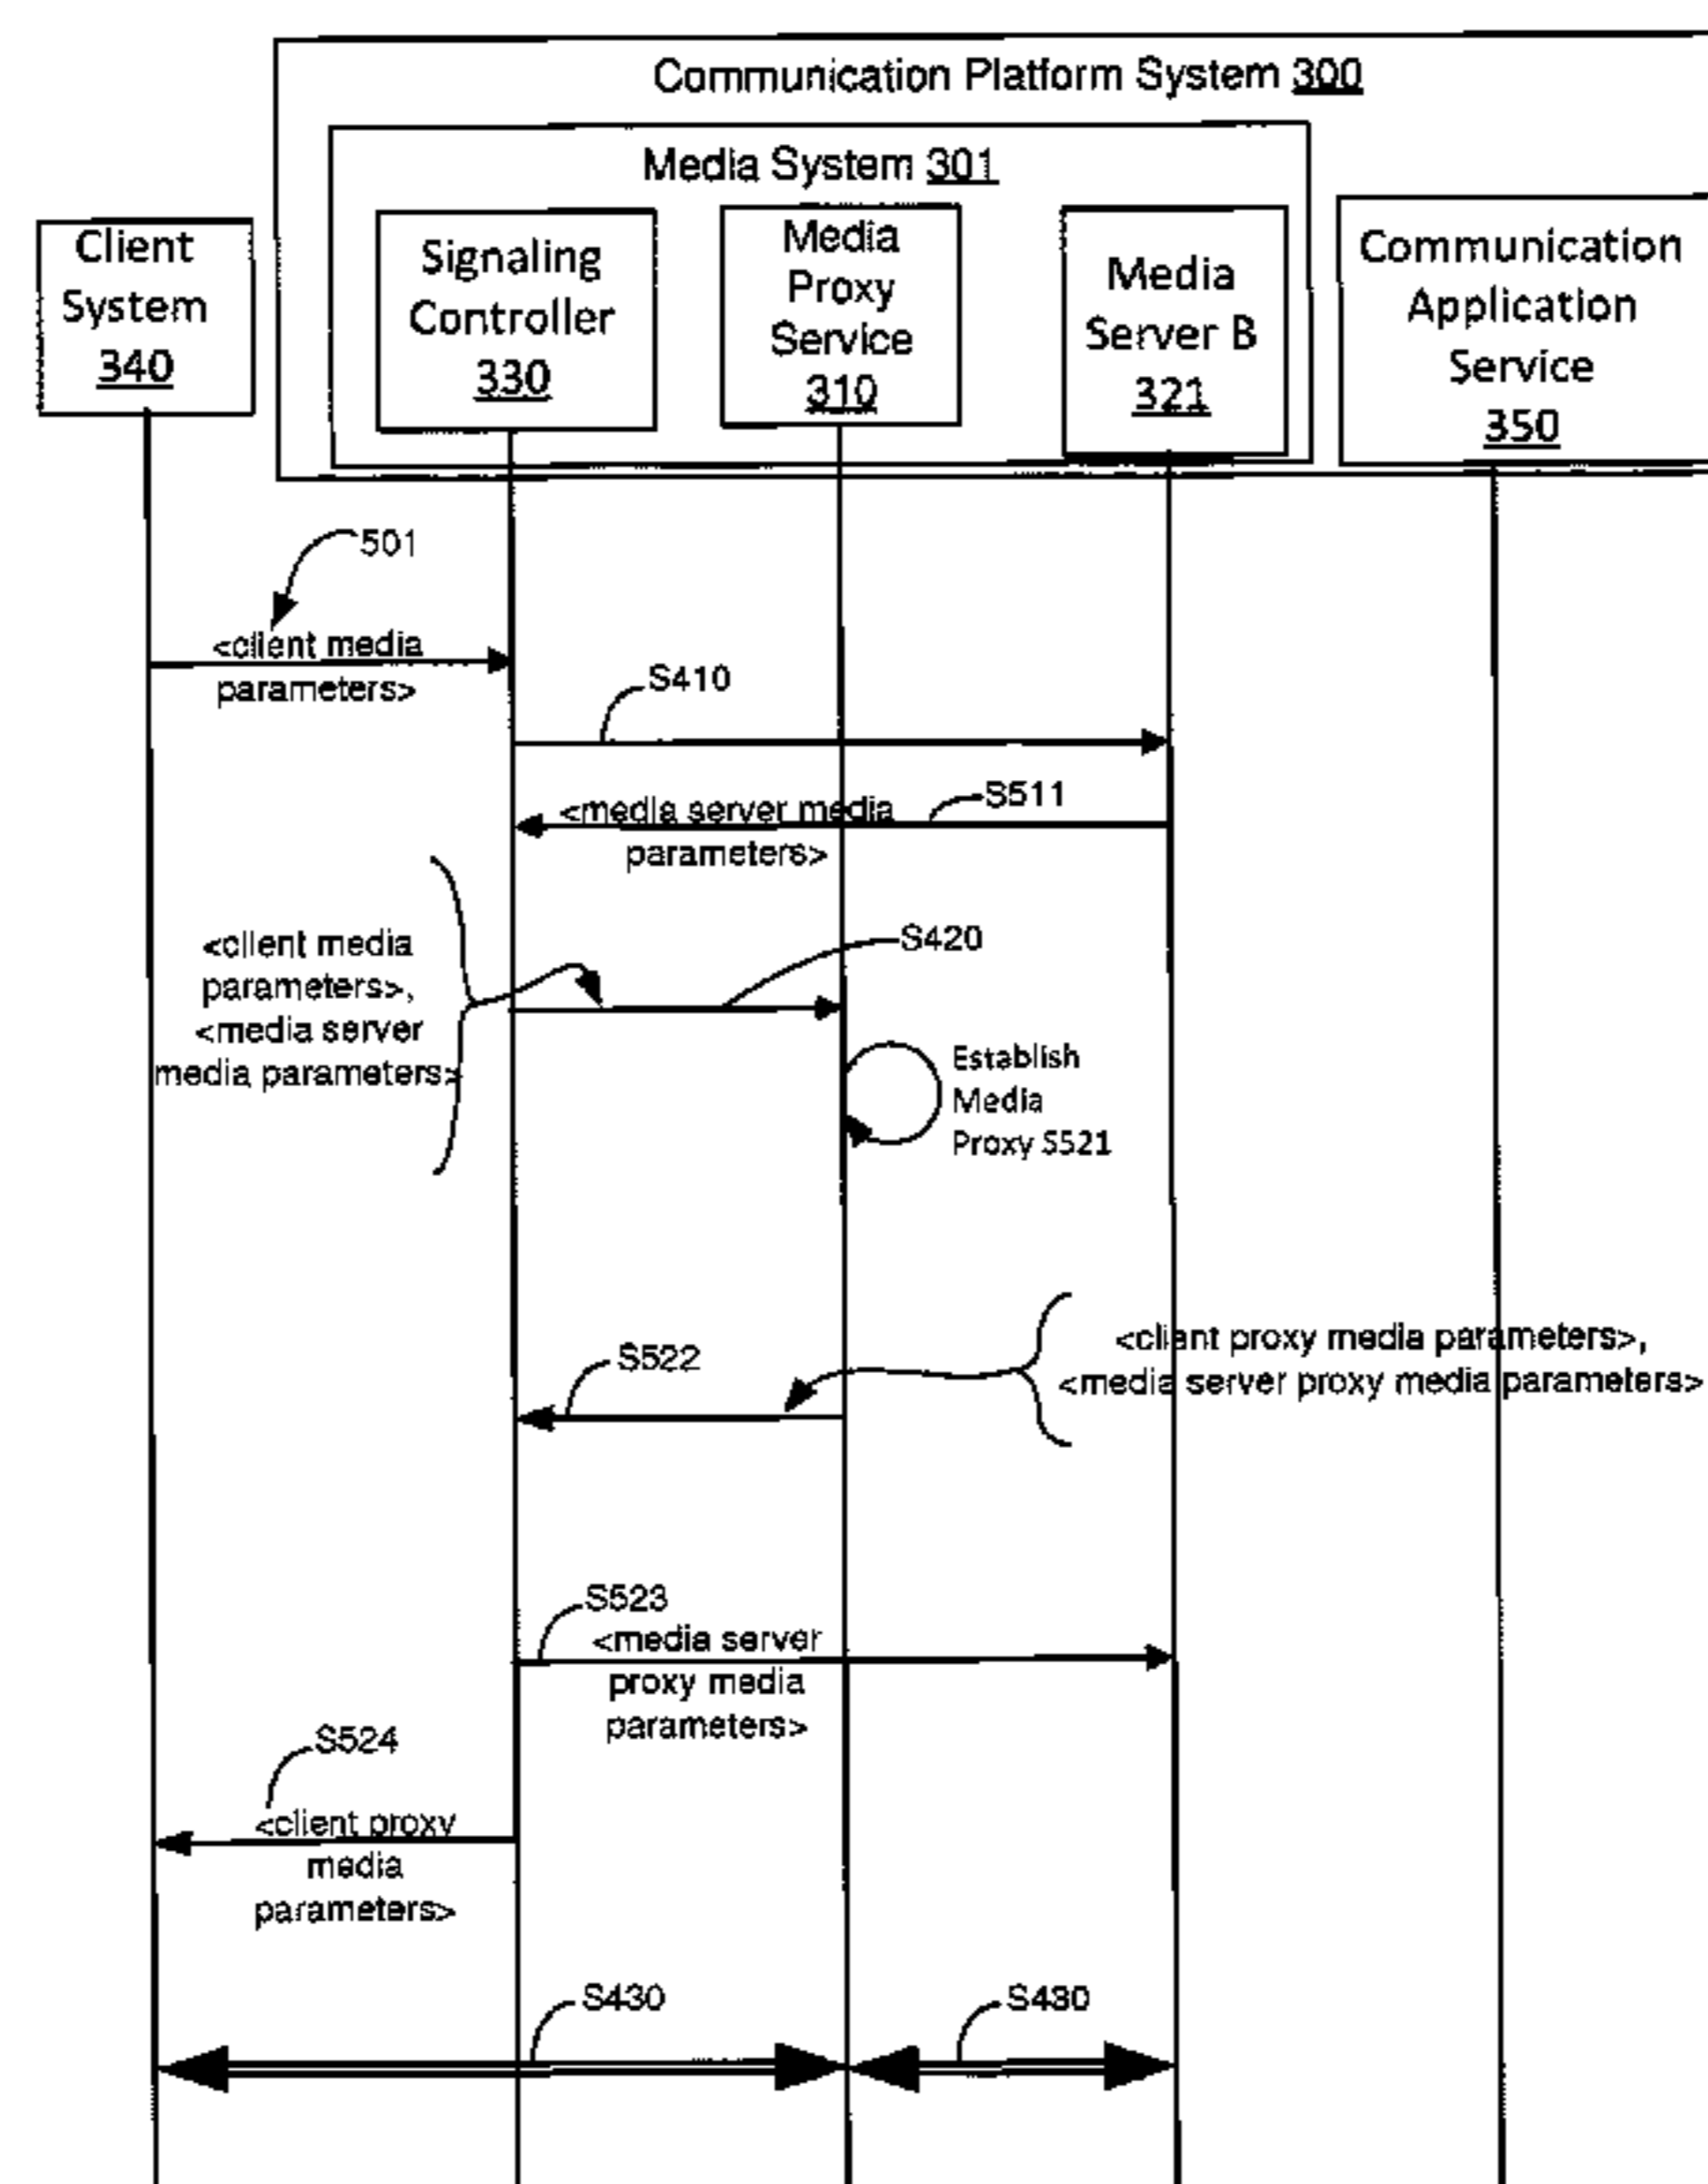 Communication Platform System 300
Media System 301
Client
System
340
Signaling
Controller
330
Media
Proxy
Service
310
Media
Server B
321
Communication
Application
Service
350
501
<client media
parameters>
S410
S511
<media server media
parameters>
S420
<client media
parameters>,
<media server
media parameters>
Establish
Media
Proxy S521
<client proxy media parameters>,
<media server proxy media parameters>
S522
S523
<media server
proxy media
parameters>
S524
<client proxy
media
parameters>
S430
S430